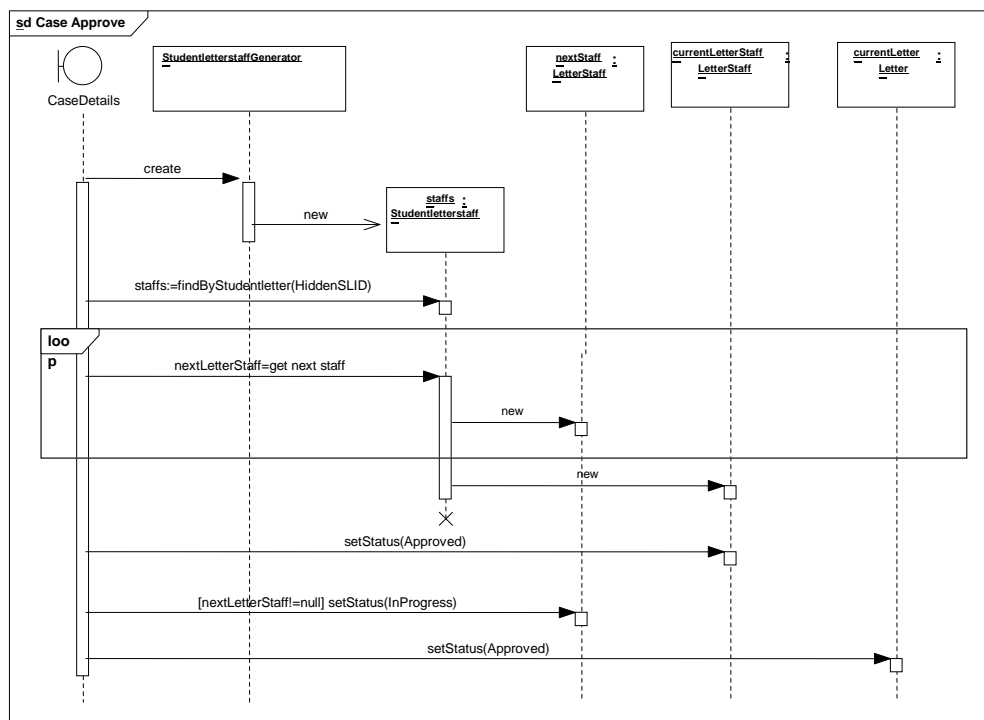 sd Case Approve
CaseDetails
StudentletterstaffGenerator
nextStaff :
LetterStaff
currentLetterStaff :
LetterStaff
currentLetter :
Letter
create
staffs :
Studentletterstaff
new
staffs:=findByStudentletter(HiddenSLID)
loo
p
nextLetterStaff=get next staff
new
new
setStatus(Approved)
[nextLetterStaff!=null] setStatus(InProgress)
setStatus(Approved)